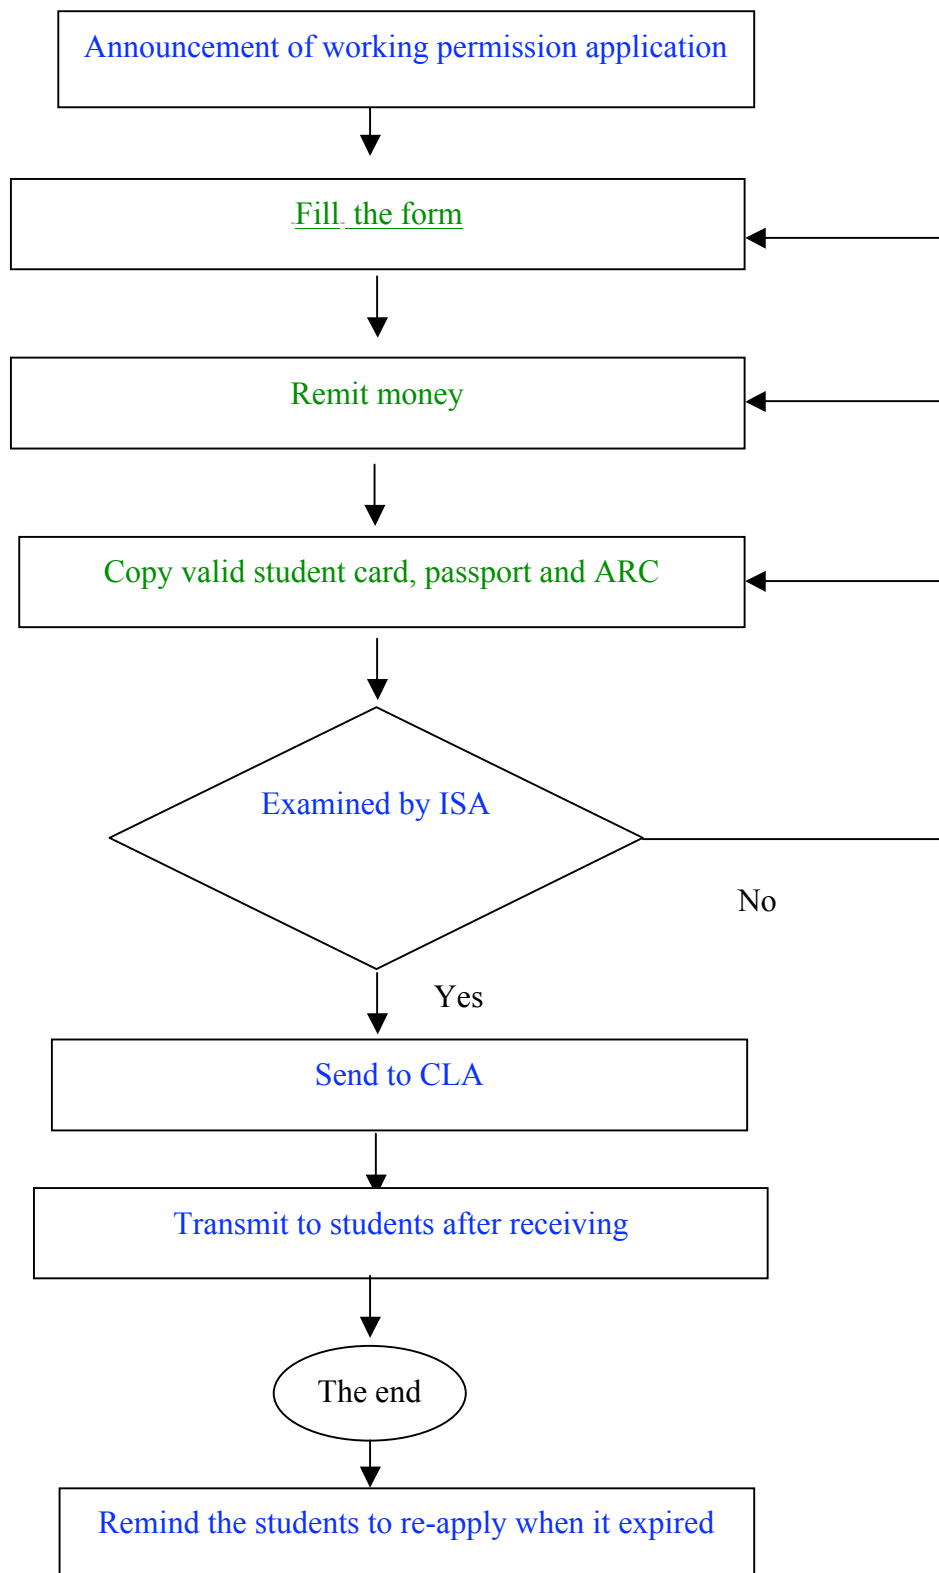 Announcement of working permission application
Fill the form
Remit money
Copy valid student card, passport and ARC
Examined by ISA
No
Yes
Send to CLA
Transmit to students after receiving
The end
Remind the students to re-apply when it expired